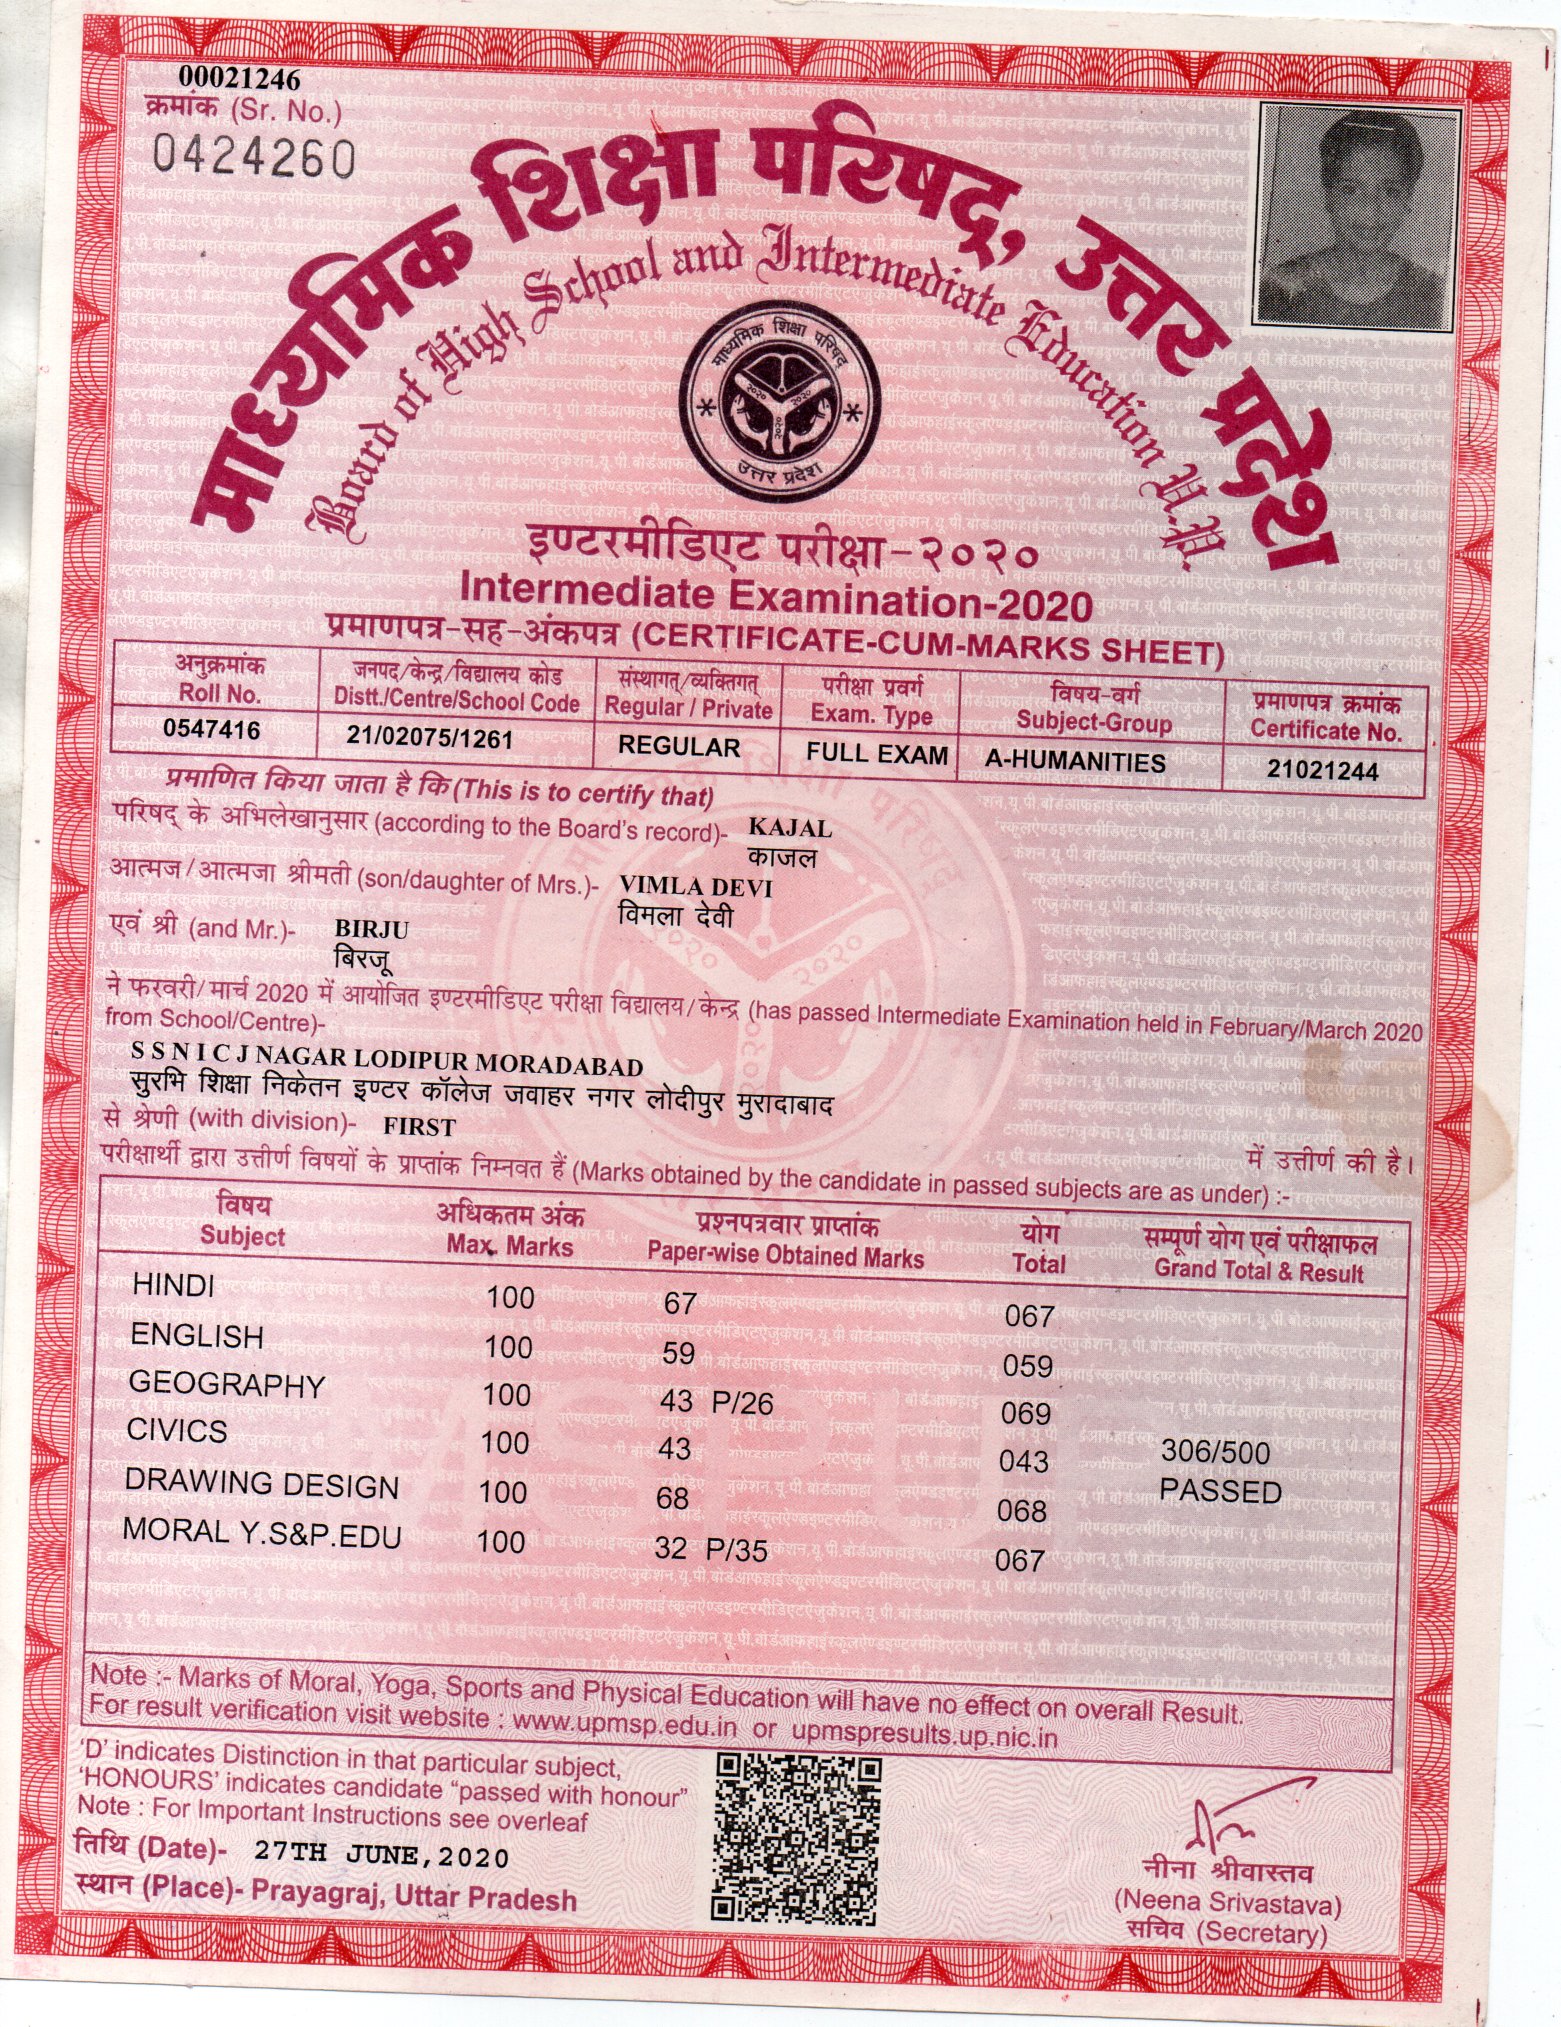 00021246
क्रमांक (Sr. No.)
0424260
माध्यमिक शिक्षा परिषद्, उत्तर प्रदेश
Board of High School and Intermediate Education U.P.
माध्यमिक शिक्षा परिषद्
२०२० २०२०
२०२०
उत्तर प्रदेश
इण्टरमीडिएट परीक्षा-२०२०
Intermediate Examination-2020
प्रमाणपत्र-सह-अंकपत्र (CERTIFICATE-CUM-MARKS SHEET)
अनुक्रमांक जनपद/केन्द्र/विद्यालय कोड संस्थागत्/व्यक्तिगत् परीक्षा प्रवर्ग विषय-वर्ग प्रमाणपत्र क्रमांक
Roll No. Distt./Centre/School Code Regular / Private Exam. Type Subject-Group Certificate No.
0547416 21/02075/1261 REGULAR FULL EXAM A-HUMANITIES 21021244
प्रमाणित किया जाता है कि (This is to certify that)
परिषद् के अभिलेखानुसार (according to the Board's record)- KAJAL
काजल
आत्मज/आत्मजा श्रीमती (son/daughter of Mrs.)- VIMLA DEVI
विमला देवी
एवं श्री (and Mr.)- BIRJU
बिरजू
ने फरवरी/मार्च 2020 में आयोजित इण्टरमीडिएट परीक्षा विद्यालय/केन्द्र (has passed Intermediate Examination held in February/March 2020
from School/Centre)-
S S N I C J NAGAR LODIPUR MORADABAD
सुरभि शिक्षा निकेतन इण्टर कॉलेज जवाहर नगर लोदीपुर मुरादाबाद
से श्रेणी (with division)- FIRST
में उत्तीर्ण की है।
परीक्षार्थी द्वारा उत्तीर्ण विषयों के प्राप्तांक निम्नवत हैं (Marks obtained by the candidate in passed subjects are as under) :-
विषय अधिकतम अंक प्रश्नपत्रवार प्राप्तांक योग सम्पूर्ण योग एवं परीक्षाफल
Subject Max. Marks Paper-wise Obtained Marks Total Grand Total & Result
HINDI 100 67 067
ENGLISH 100 59 059
GEOGRAPHY 100 43 P/26 069
CIVICS 100 43 043 306/500
DRAWING DESIGN 100 68 068 PASSED
MORAL Y.S&P.EDU 100 32 P/35 067
Note :- Marks of Moral, Yoga, Sports and Physical Education will have no effect on overall Result.
For result verification visit website : www.upmsp.edu.in or upmspresults.up.nic.in
'D' indicates Distinction in that particular subject,
'HONOURS' indicates candidate "passed with honour"
Note : For Important Instructions see overleaf
तिथि (Date)- 27TH JUNE,2020
स्थान (Place)- Prayagraj, Uttar Pradesh
नीना श्रीवास्तव
(Neena Srivastava)
सचिव (Secretary)